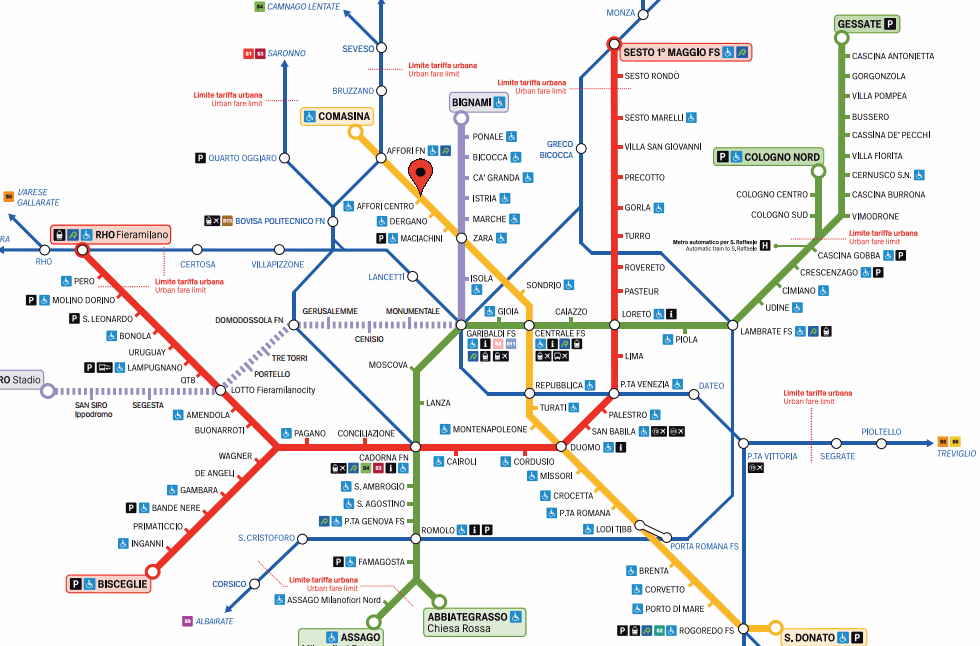 S4 CAMNAGO LENTATE
MONZA
GESSATE P
SEVESO
S1 S3 SARONNO
SESTO 1° MAGGIO FS
CASCINA ANTONIETTA
Limite tariffa urbana
Urban fare limit
SESTO RONDÒ
GORGONZOLA
Limite tariffa urbana
Urban fare limit
BRUZZANO
Limite tariffa urbana
Urban fare limit
VILLA POMPEA
BIGNAMI
COMASINA
SESTO MARELLI
BUSSERO
PONALE
CASSINA DE' PECCHI
AFFORI FN
GRECO
BICOCCA
VILLA SAN GIOVANNI
P QUARTO OGGIARO
BICOCCA
P COLOGNO NORD
VILLA FIORITA
CA' GRANDA
PRECOTTO
CERNUSCO S.N.
S5 VARESE
GALLARATE
ISTRIA
COLOGNO CENTRO
CASCINA BURRONA
AFFORI CENTRO
GORLA
COLOGNO SUD
VIMODRONE
S13 BOVISA POLITECNICO FN
DERGANO
MARCHE
RHO Fieramilano
P MACIACHINI
ZARA
TURRO
Limite tariffa urbana
Urban fare limit
RA
Metro automatico per S. Raffaele
Automatic train to S. Raffaele
H
RHO
CERTOSA
VILLAPIZZONE
CASCINA GOBBA P
ROVERETO
CRESCENZAGO P
LANCETTI
ISOLA
PERO
Limite tariffa urbana
Urban fare limit
SONDRIO
PASTEUR
CIMIANO
P MOLINO DORINO
UDINE
P S. LEONARDO
GERUSALEMME
MONUMENTALE
GIOIA
CAIAZZO
LORETO i
DOMODOSSOLA FN
LAMBRATE FS
BONOLA
CENISIO
GARIBALDI FS
CENTRALE FS
PIOLA
i S8 S11
i
URUGUAY
TRE TORRI
LIMA
P LAMPUGNANO
PORTELLO
MOSCOVA
RO Stadio
QT8
LOTTO Fieramilanocity
REPUBBLICA
P.TA VENEZIA
DATEO
SAN SIRO
Ippodromo
SEGESTA
LANZA
TURATI
Limite tariffa urbana
Urban fare limit
AMENDOLA
PALESTRO
BUONARROTI
PAGANO
CONCILIAZIONE
MONTENAPOLEONE
SAN BABILA
PIOLTELLO
S5 S6
TREVIGLIO
DUOMO i
WAGNER
CADORNA FN
S4 S3 i
CAIROLI
CORDUSIO
P.TA VITTORIA
SEGRATE
DE ANGELI
MISSORI
GAMBARA
S. AMBROGIO
CROCETTA
P BANDE NERE
S. AGOSTINO
P.TA ROMANA
PRIMATICCIO
P.TA GENOVA FS
LODI TIBB
S. CRISTOFORO
ROMOLO i P
INGANNI
PORTA ROMANA FS
P FAMAGOSTA
BRENTA
P BISCEGLIE
CORSICO
Limite tariffa urbana
Urban fare limit
CORVETTO
ASSAGO Milanofiori Nord
PORTO DI MARE
S9 ALBAIRATE
ABBIATEGRASSO
Chiesa Rossa
P S2 ROGOREDO FS
ASSAGO
S. DONATO P